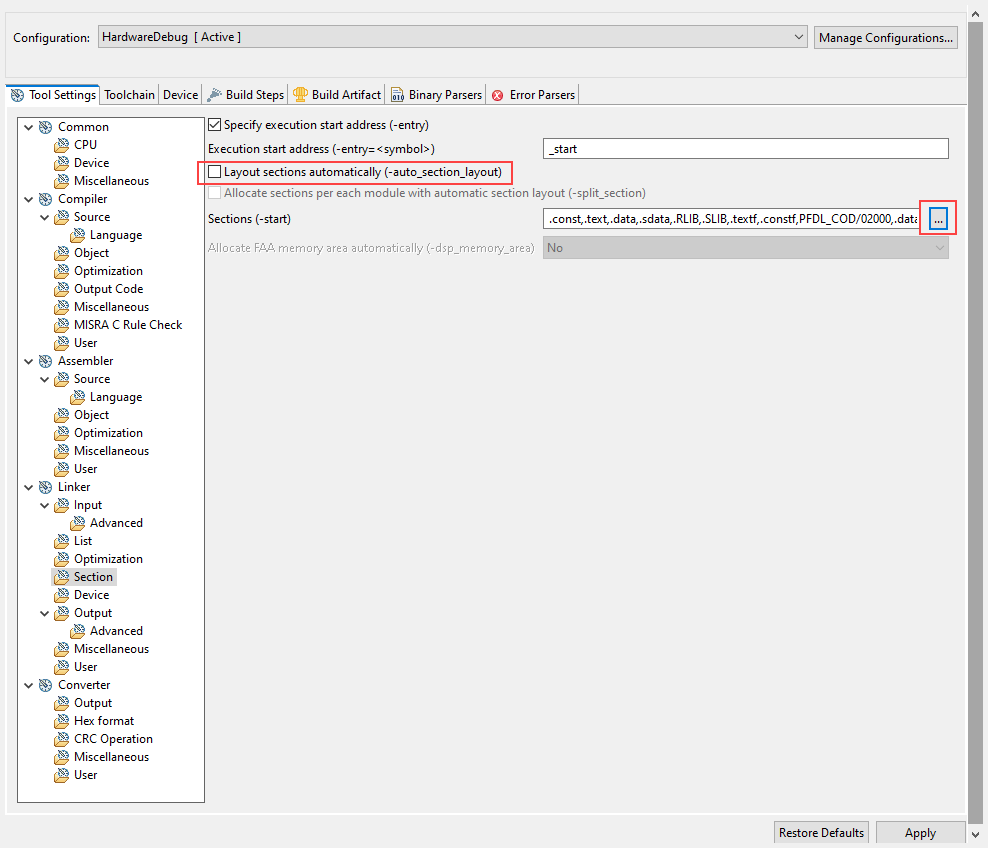 Configuration: HardwareDebug [ Active ] Manage Configurations...
Tool Settings Toolchain Device Build Steps Build Artifact Binary Parsers Error Parsers
Common
CPU
Device
Miscellaneous
Compiler
Source
Language
Object
Optimization
Output Code
Miscellaneous
MISRA C Rule Check
User
Assembler
Source
Language
Object
Optimization
Miscellaneous
User
Linker
Input
Advanced
List
Optimization
Section
Device
Output
Advanced
Miscellaneous
User
Converter
Output
Hex format
CRC Operation
Miscellaneous
User
Specify execution start address (-entry)
Execution start address (-entry=<symbol>) _start
Layout sections automatically (-auto_section_layout)
Allocate sections per each module with automatic section layout (-split_section)
Sections (-start) .const,.text,.data,.sdata,.RLIB,.SLIB,.textf,.constf,PFDL_COD/02000,.data ...
Allocate FAA memory area automatically (-dsp_memory_area) No
Restore Defaults Apply